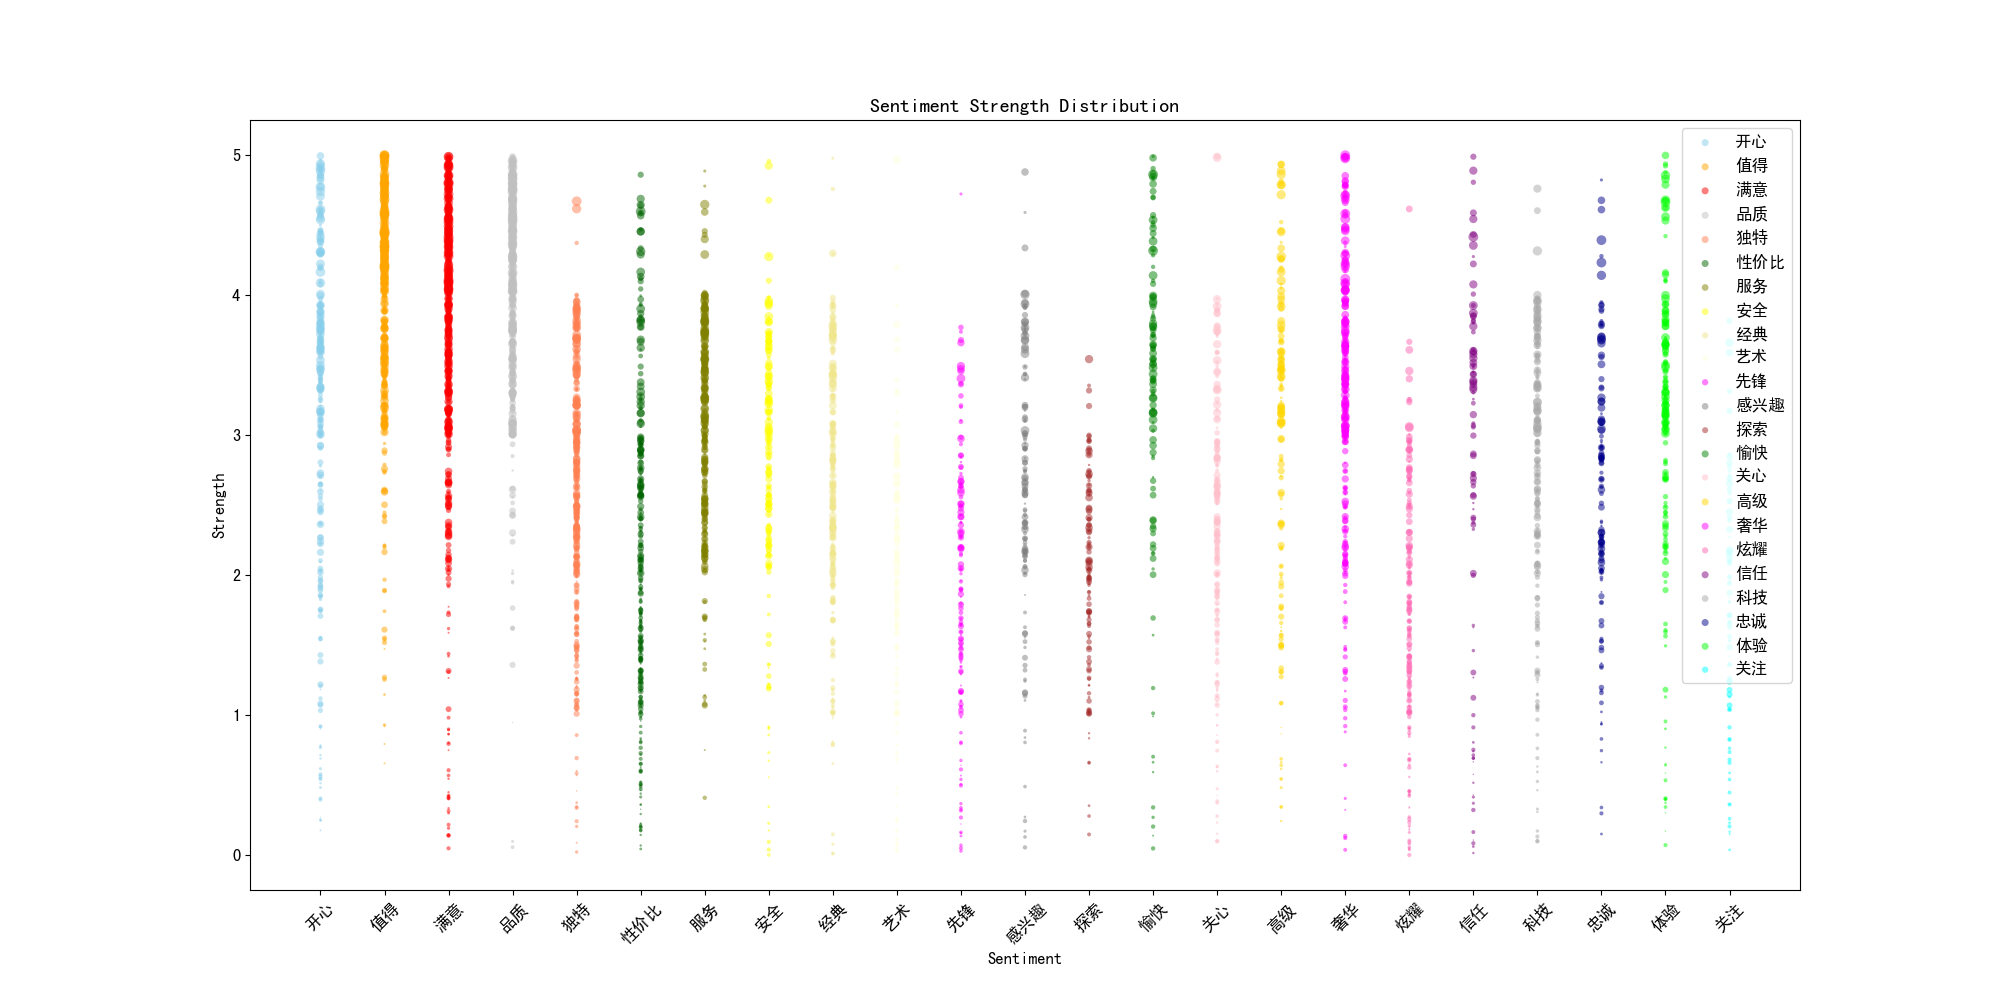 Sentiment Strength Distribution
Strength
5
4
3
2
1
0
开心
值得
满意
品质
独特
性价比
服务
安全
经典
艺术
先锋
感兴趣
探索
愉快
关心
高级
奢华
炫耀
信任
科技
忠诚
体验
关注
开心 值得 满意 品质 独特 性价比 服务 安全 经典 艺术 先锋 感兴趣 探索 愉快 关心 高级 奢华 炫耀 信任 科技 忠诚 体验 关注
Sentiment